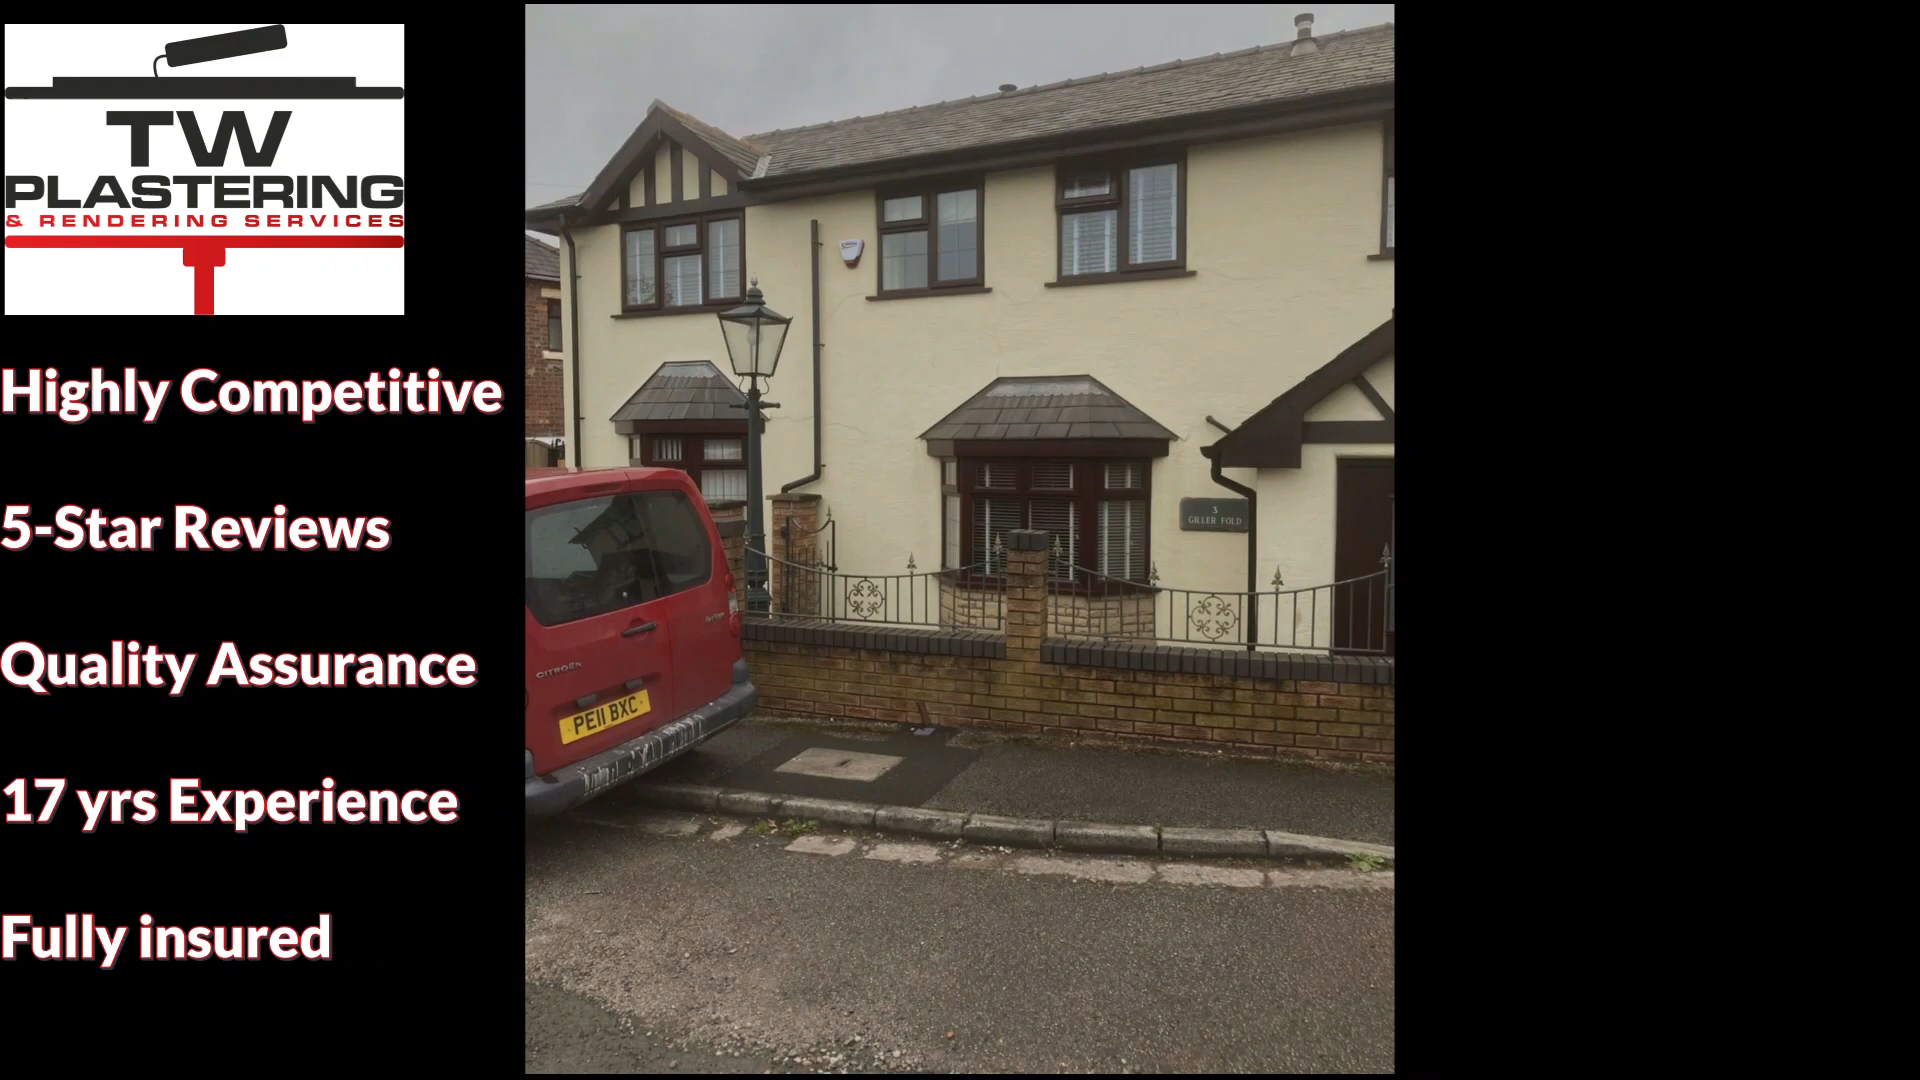 TW
PLASTERING
& RENDERING SERVICES
Highly Competitive
5-Star Reviews
Quality Assurance
17 yrs Experience
Fully insured
3
GILLER FOLD
CITROËN
Berlingo
PE11 BXC